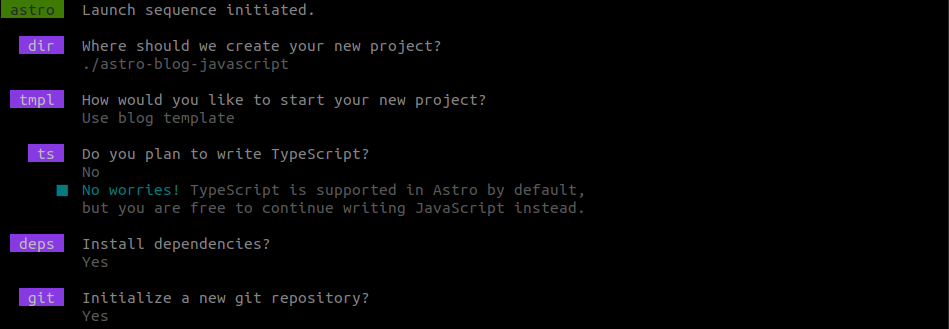 astro Launch sequence initiated.
dir Where should we create your new project?
./astro-blog-javascript
tmpl How would you like to start your new project?
Use blog template
ts Do you plan to write TypeScript?
No
No worries! TypeScript is supported in Astro by default,
but you are free to continue writing JavaScript instead.
deps Install dependencies?
Yes
git Initialize a new git repository?
Yes